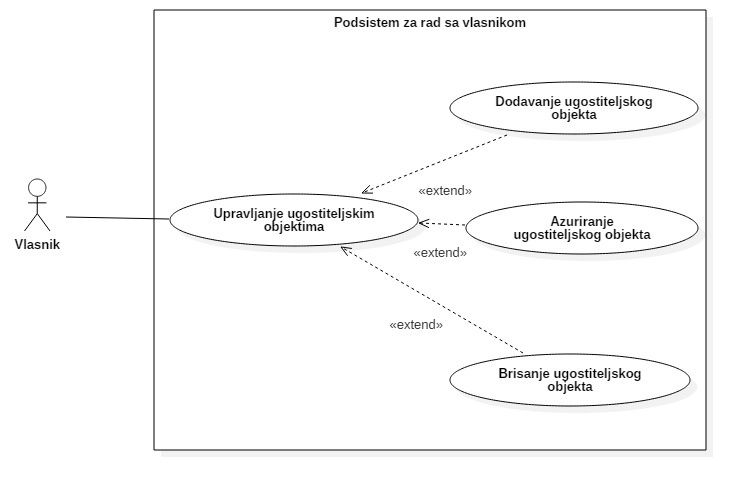 Podsistem za rad sa vlasnikom
Dodavanje ugostiteljskog
objekta
«extend»
Upravljanje ugostiteljskim
objektima
Azuriranje
ugostiteljskog objekta
Vlasnik
«extend»
«extend»
Brisanje ugostiteljskog
objekta